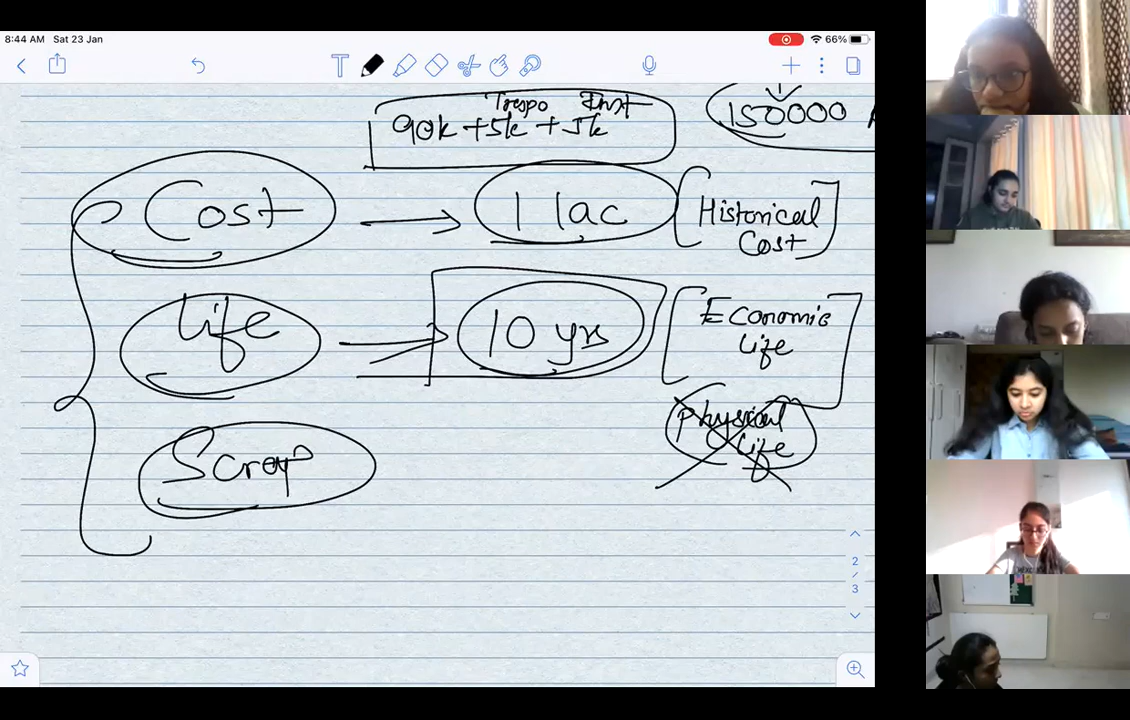 8:44 AM Sat 23 Jan
66%
T
Inst
90k + 5k + 5k
150000
Cost
1 lac
Historical
Cost
Life
10 yrs
Economic
Life
Physical
Life
Scrap
2
/
3